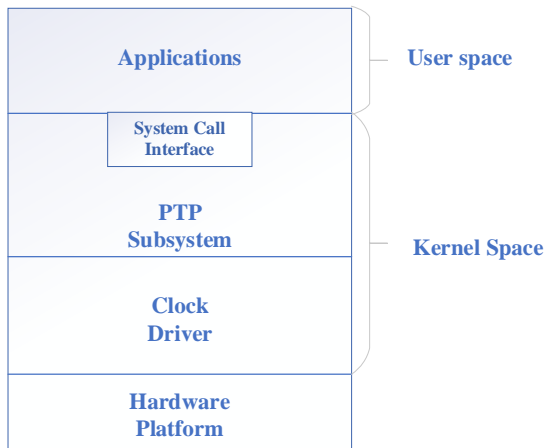 Applications
User space
System Call
Interface
PTP
Subsystem
Kernel Space
Clock
Driver
Hardware
Platform